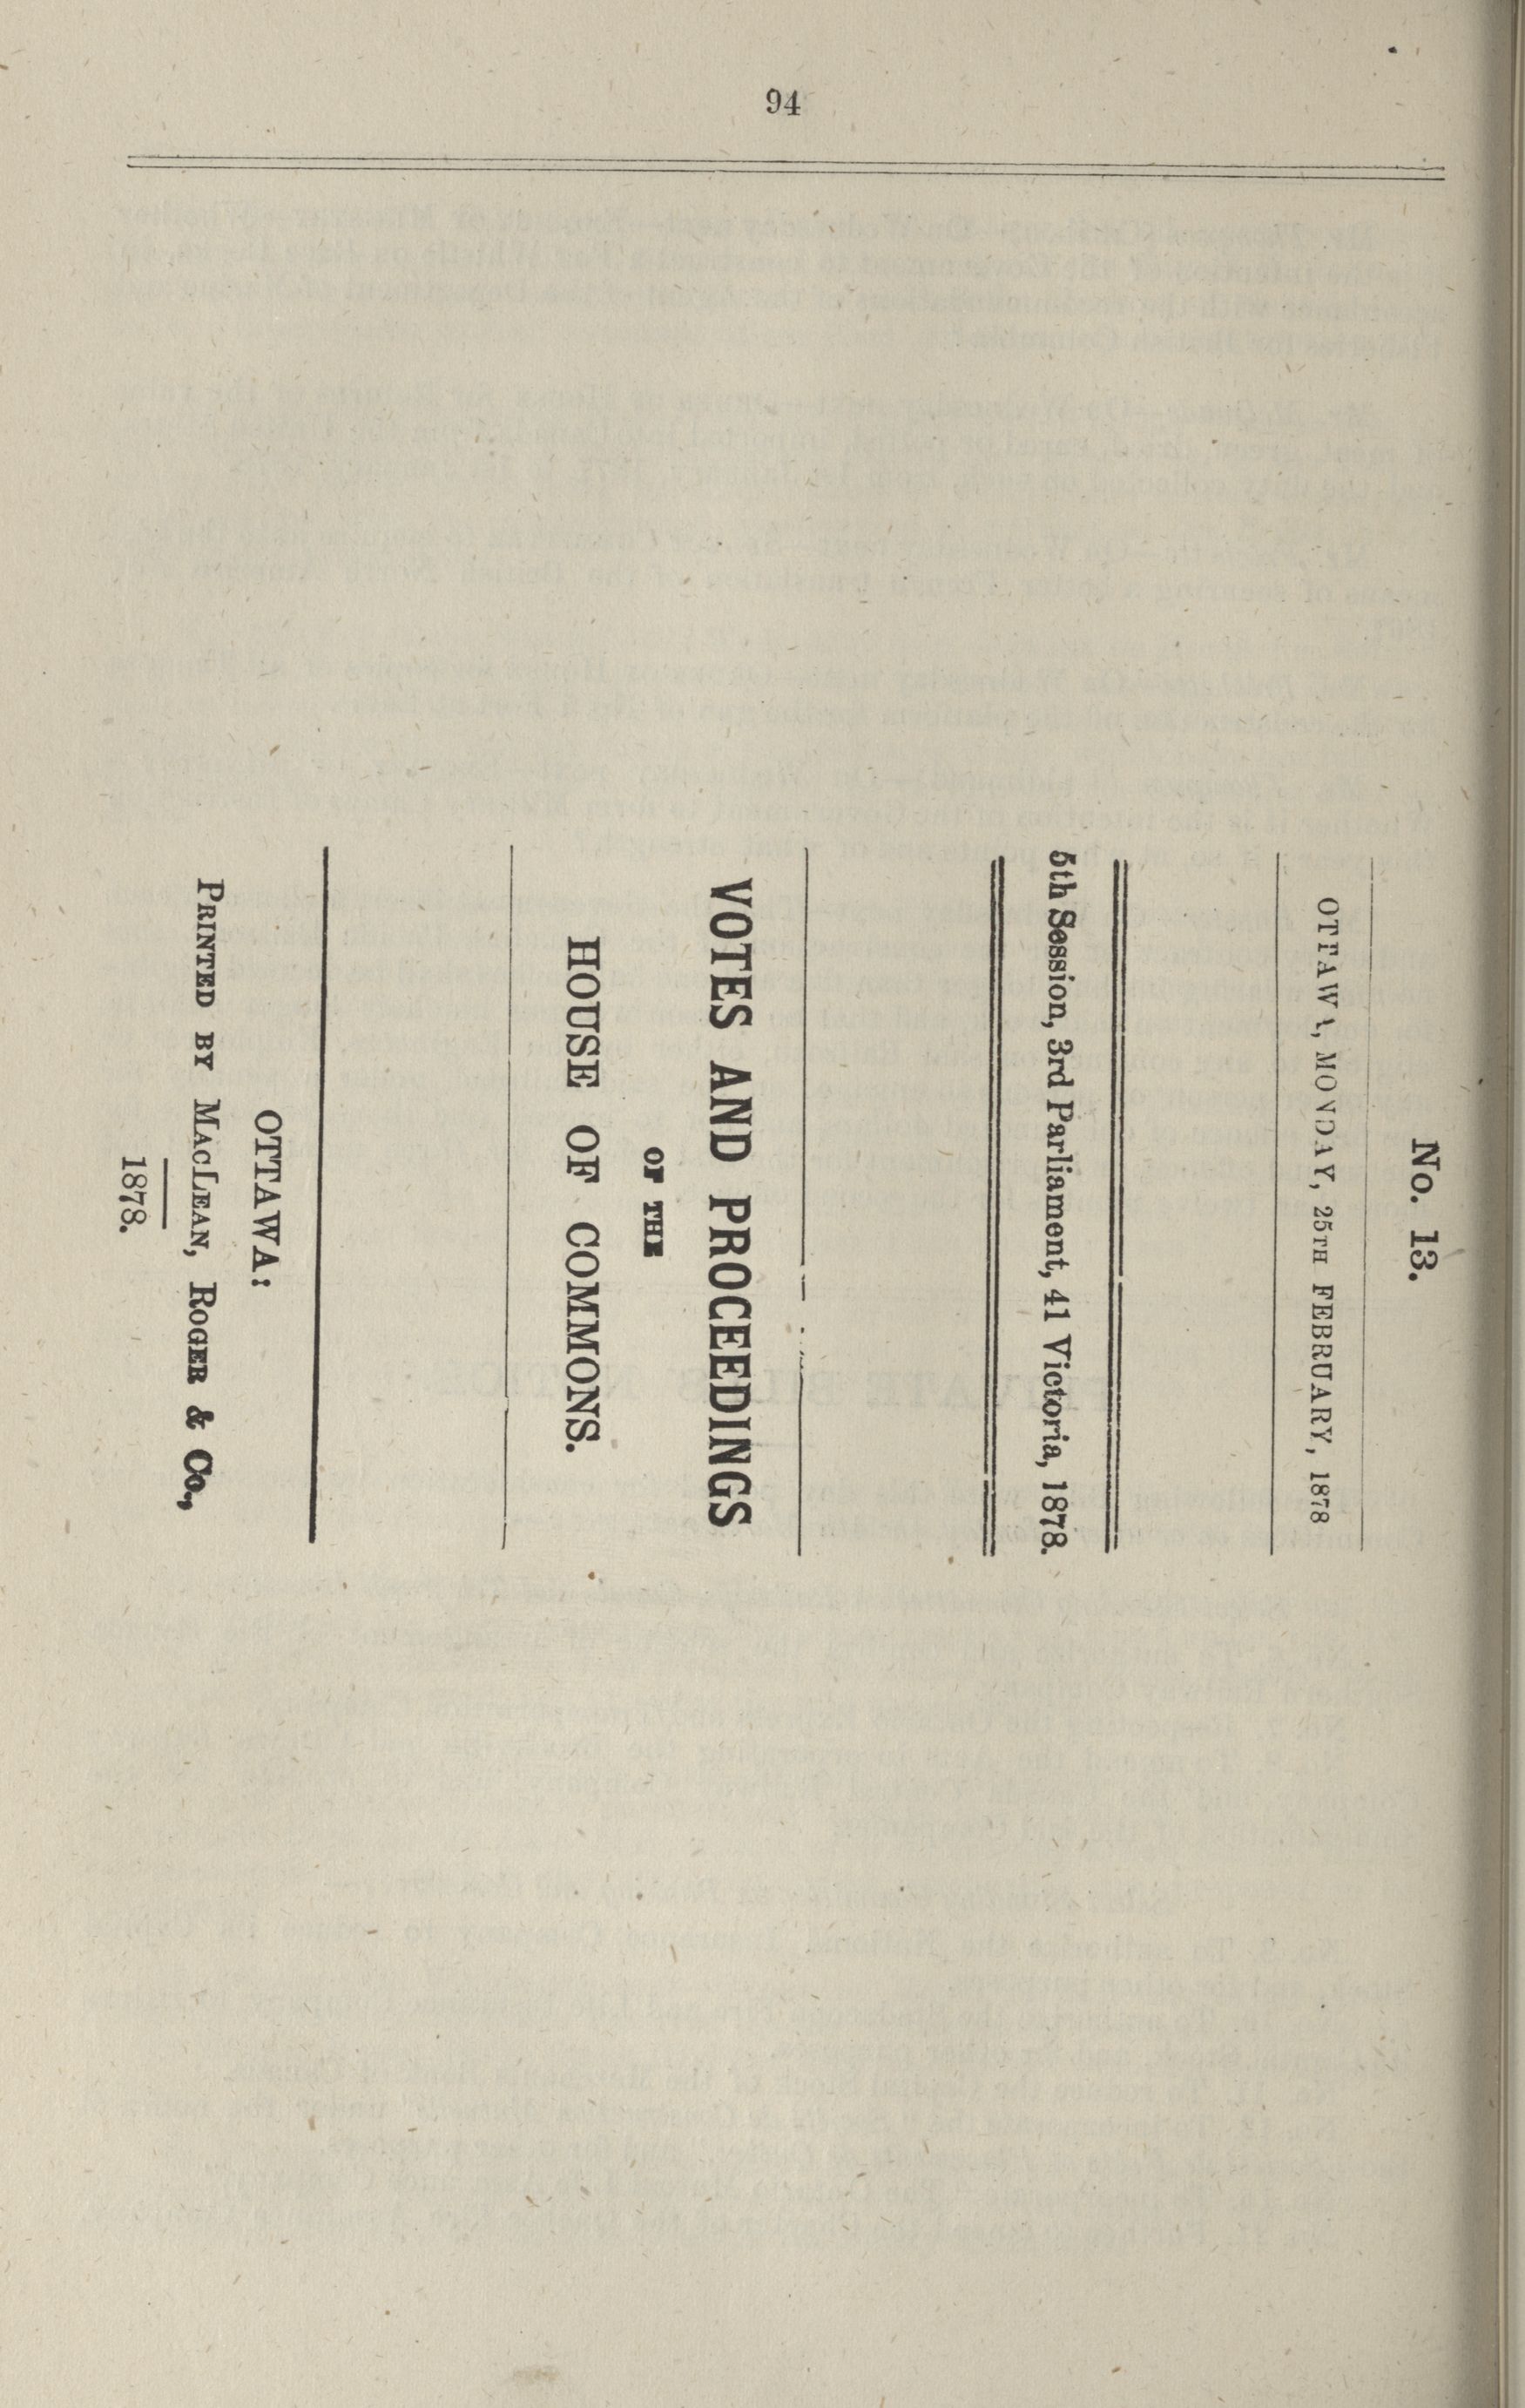 94
No. 13.
OTTAWA, MONDAY, 25TH FEBRUARY, 1878
5th Session, 3rd Parliament, 41 Victoria, 1878.
VOTES AND PROCEEDINGS
OF THE
HOUSE OF COMMONS.
OTTAWA:
PRINTED BY MACLEAN, ROGER & Co.,
1878.